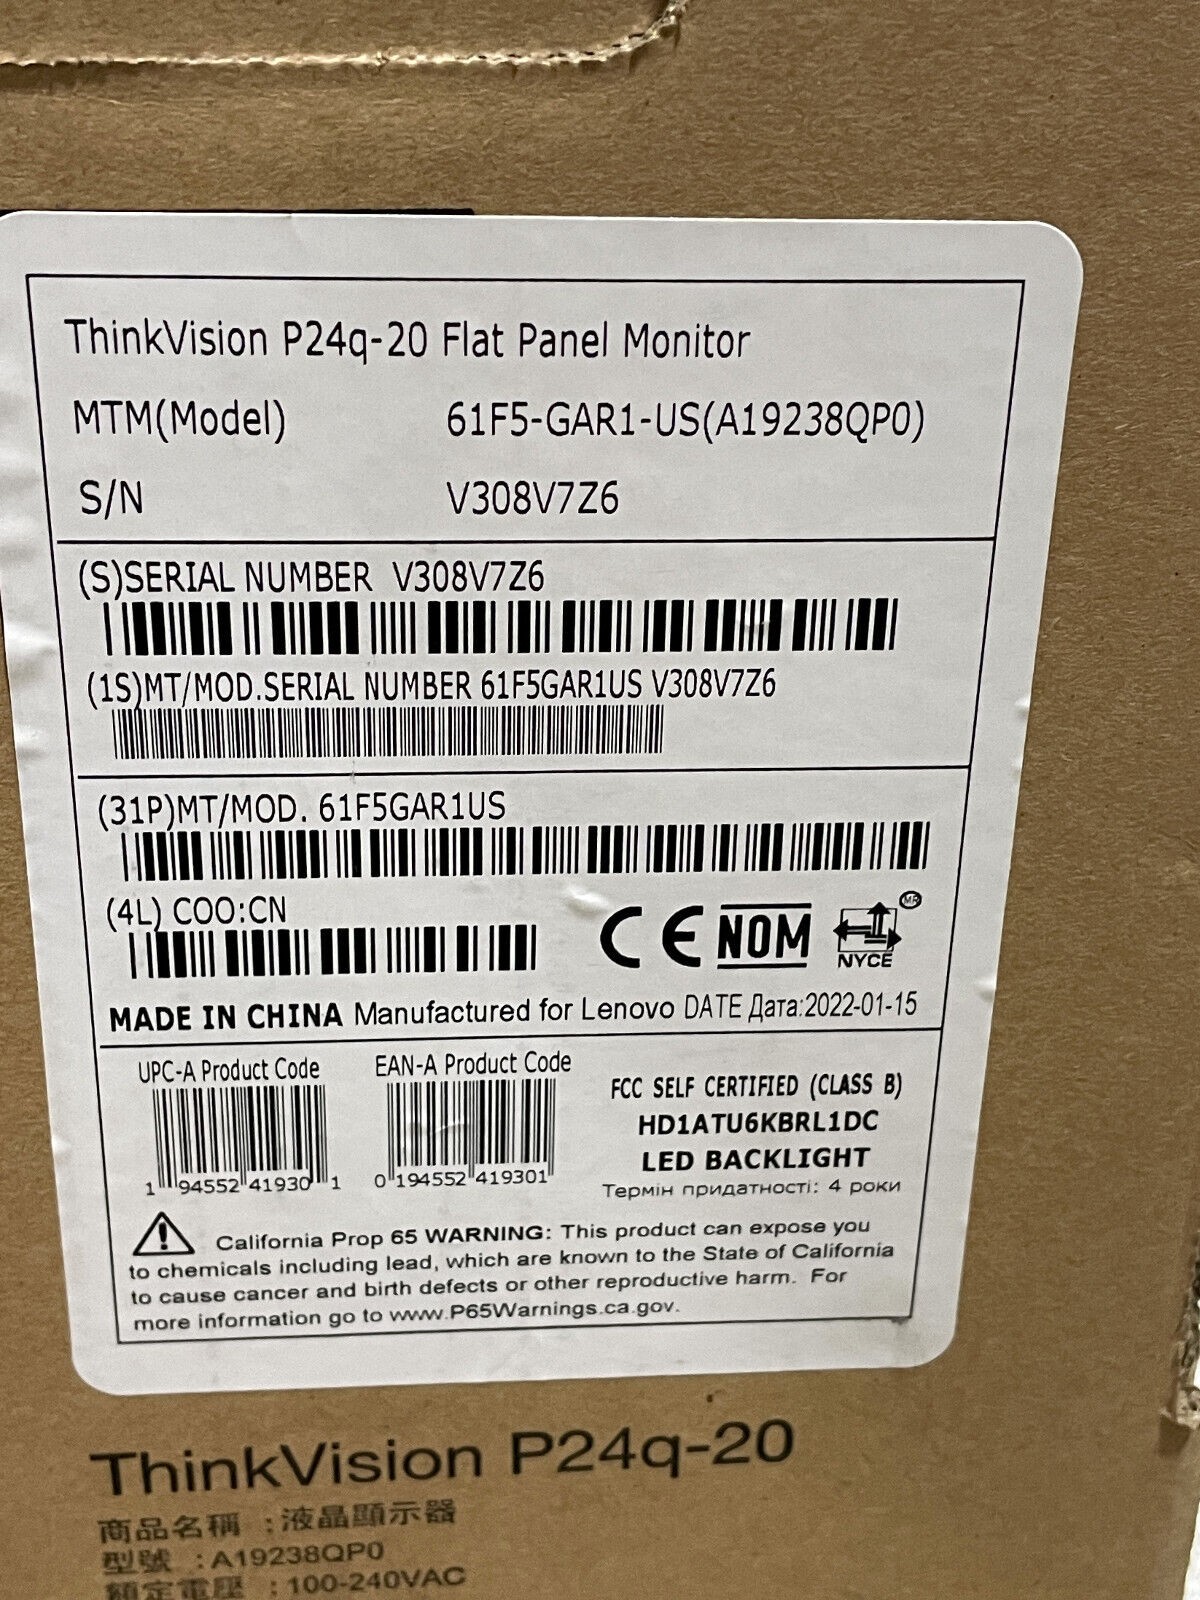 ThinkVision P24q-20 Flat Panel Monitor
MTM(Model) 61F5-GAR1-US(A19238QP0)
S/N V308V7Z6
(S)SERIAL NUMBER V308V7Z6
(1S)MT/MOD.SERIAL NUMBER 61F5GAR1US V308V7Z6
(31P)MT/MOD. 61F5GAR1US
(4L) COO:CN
CE NOM NYCE MR
MADE IN CHINA Manufactured for Lenovo DATE Дата:2022-01-15
UPC-A Product Code
1 94552 41930 1
EAN-A Product Code
0 194552 419301
FCC SELF CERTIFIED (CLASS B)
HD1ATU6KBRL1DC
LED BACKLIGHT
Термін придатності: 4 роки
California Prop 65 WARNING: This product can expose you
to chemicals including lead, which are known to the State of California
to cause cancer and birth defects or other reproductive harm. For
more information go to www.P65Warnings.ca.gov.
ThinkVision P24q-20
商品名稱 :液晶顯示器
型號 :A19238QP0
額定電壓 :100-240VAC